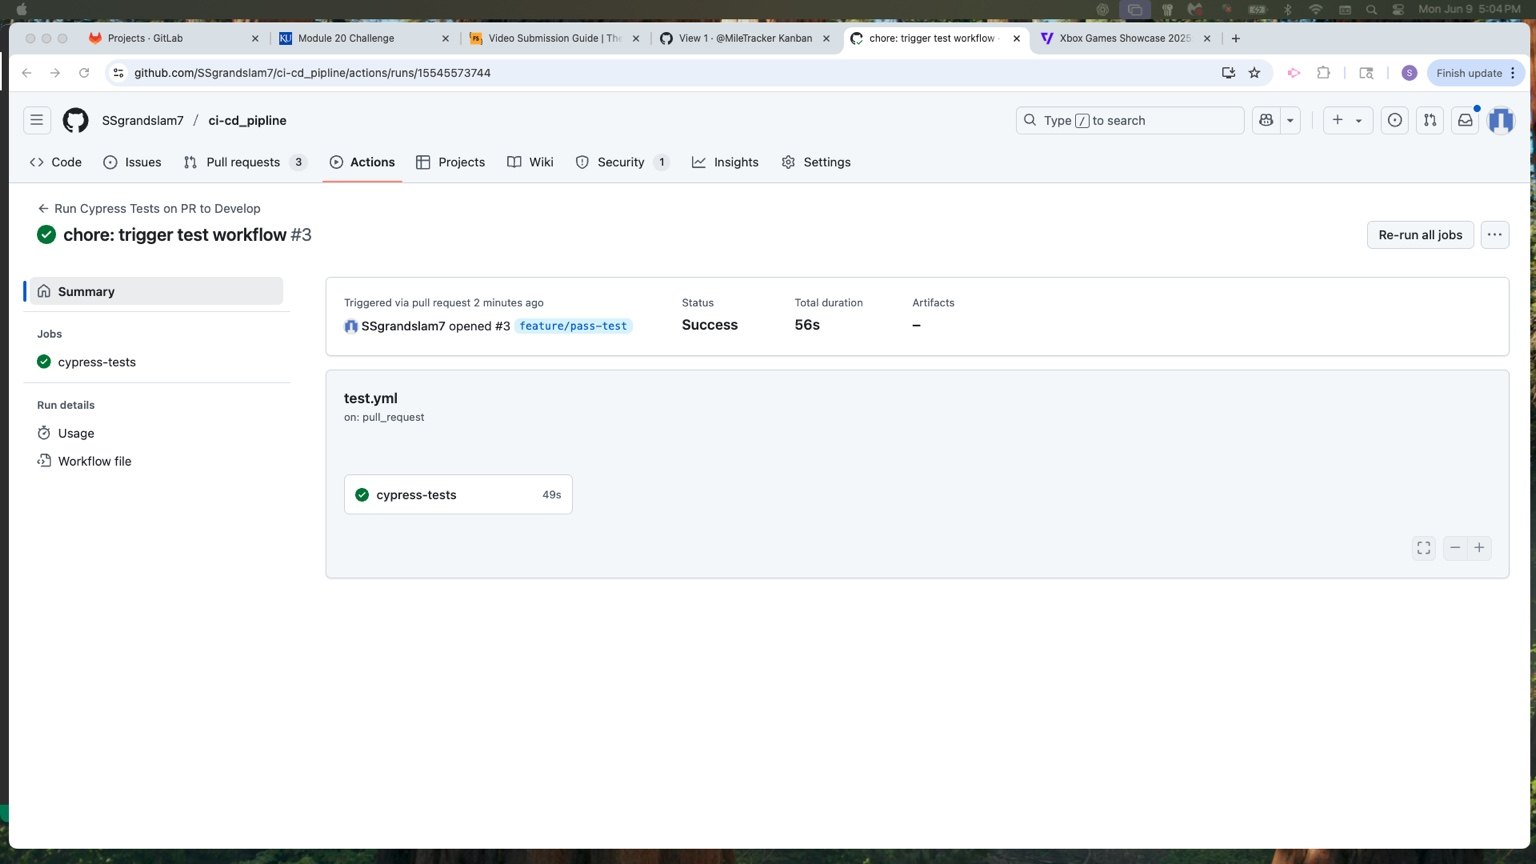 Mon Jun 9 5:04 PM
Projects · GitLab
Module 20 Challenge
Video Submission Guide | The
View 1 · @MileTracker Kanban
chore: trigger test workflow ·
Xbox Games Showcase 2025
github.com/SSgrandslam7/ci-cd_pipline/actions/runs/15545573744
S
Finish update
SSgrandslam7 / ci-cd_pipline
Type / to search
Code
Issues
Pull requests 3
Actions
Projects
Wiki
Security 1
Insights
Settings
Run Cypress Tests on PR to Develop
chore: trigger test workflow #3
Re-run all jobs
Summary
Jobs
cypress-tests
Run details
Usage
Workflow file
Triggered via pull request 2 minutes ago
SSgrandslam7 opened #3 feature/pass-test
Status
Success
Total duration
56s
Artifacts
–
test.yml
on: pull_request
cypress-tests 49s